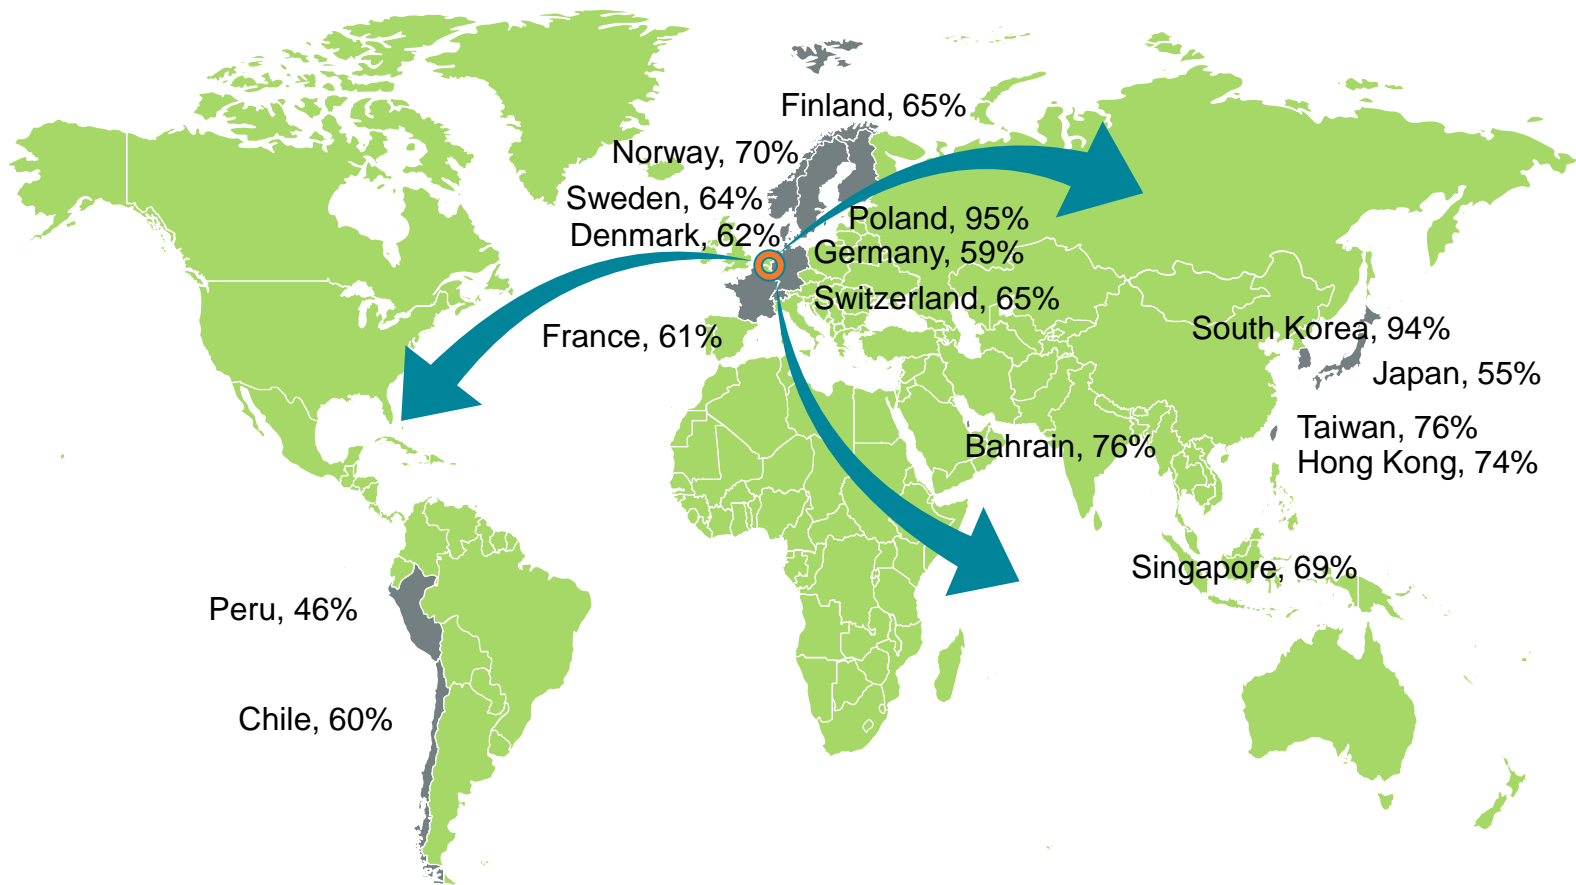 Finland, 65%
Norway, 70%
Sweden, 64%
Poland, 95%
Denmark, 62%
Germany, 59%
Switzerland, 65%
France, 61%
South Korea, 94%
Japan, 55%
Taiwan, 76%
Bahrain, 76%
Hong Kong, 74%
Singapore, 69%
Peru, 46%
Chile, 60%